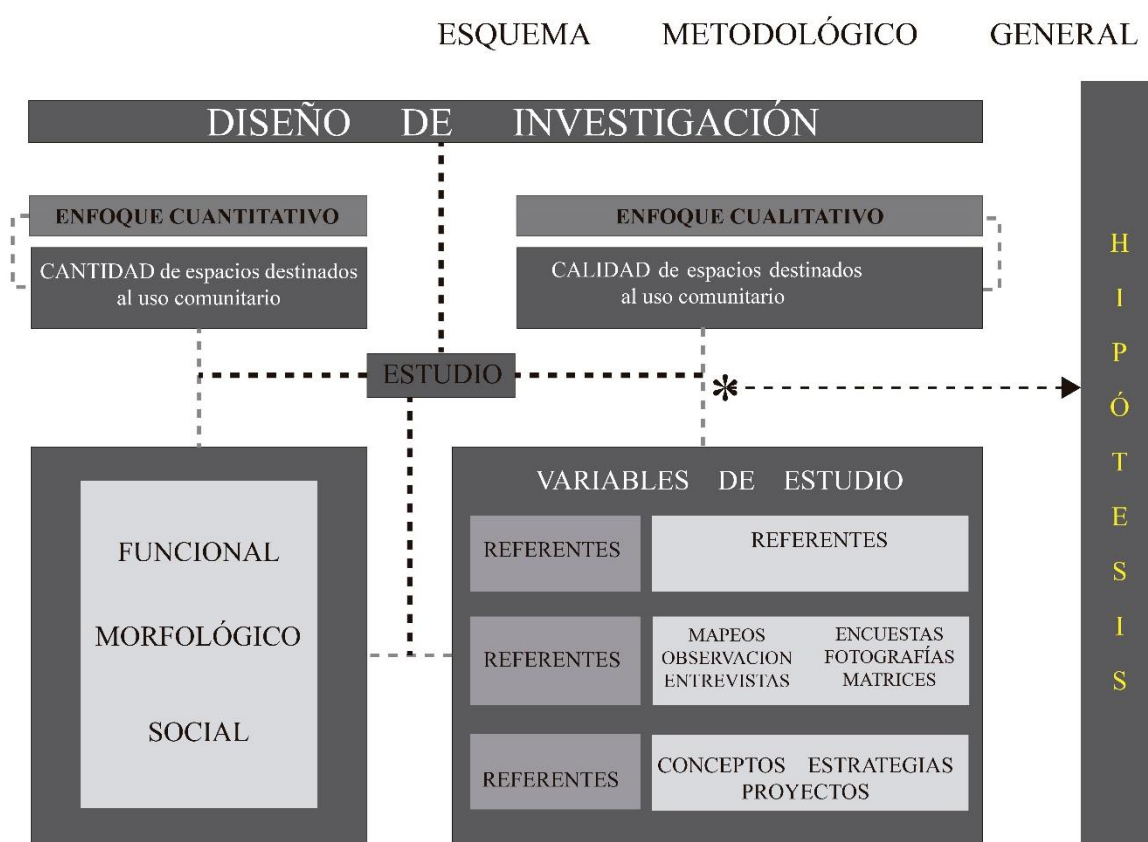 ESQUEMA METODOLÓGICO GENERAL
DISEÑO DE INVESTIGACIÓN
ENFOQUE CUANTITATIVO
CANTIDAD de espacios destinados
al uso comunitario
ENFOQUE CUALITATIVO
CALIDAD de espacios destinados
al uso comunitario
ESTUDIO
*
FUNCIONAL
MORFOLÓGICO
SOCIAL
VARIABLES DE ESTUDIO
REFERENTES
REFERENTES
REFERENTES
MAPEOS ENCUESTAS
OBSERVACION FOTOGRAFÍAS
ENTREVISTAS MATRICES
REFERENTES
CONCEPTOS ESTRATEGIAS
PROYECTOS
HIPÓTESIS